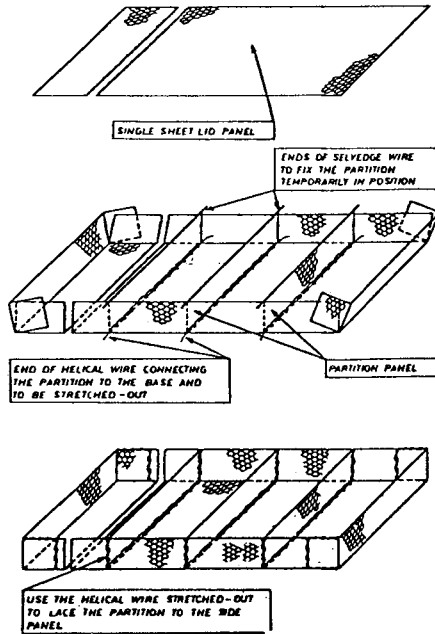 SINGLE SHEET LID PANEL
ENDS OF SELVEDGE WIRE
TO FIX THE PARTITION
TEMPORARILY IN POSITION
END OF HELICAL WIRE CONNECTING
THE PARTITION TO THE BASE AND
TO BE STRETCHED-OUT
PARTITION PANEL
USE THE HELICAL WIRE STRETCHED-OUT
TO LACE THE PARTITION TO THE SIDE
PANEL